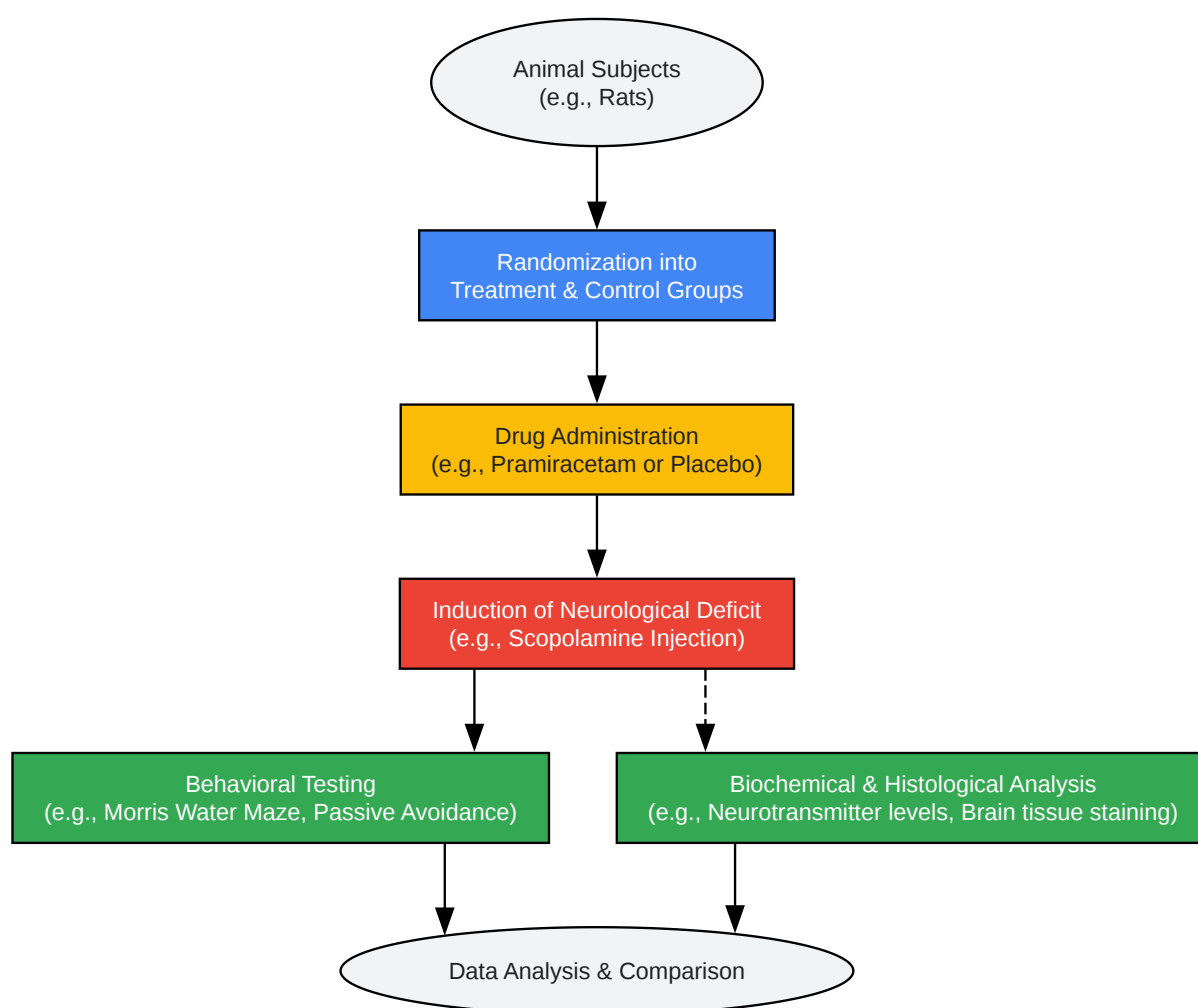 Animal Subjects
(e.g., Rats)
Randomization into
Treatment & Control Groups
Drug Administration
(e.g., Pramiracetam or Placebo)
Induction of Neurological Deficit
(e.g., Scopolamine Injection)
Behavioral Testing
(e.g., Morris Water Maze, Passive Avoidance)
Biochemical & Histological Analysis
(e.g., Neurotransmitter levels, Brain tissue staining)
Data Analysis & Comparison